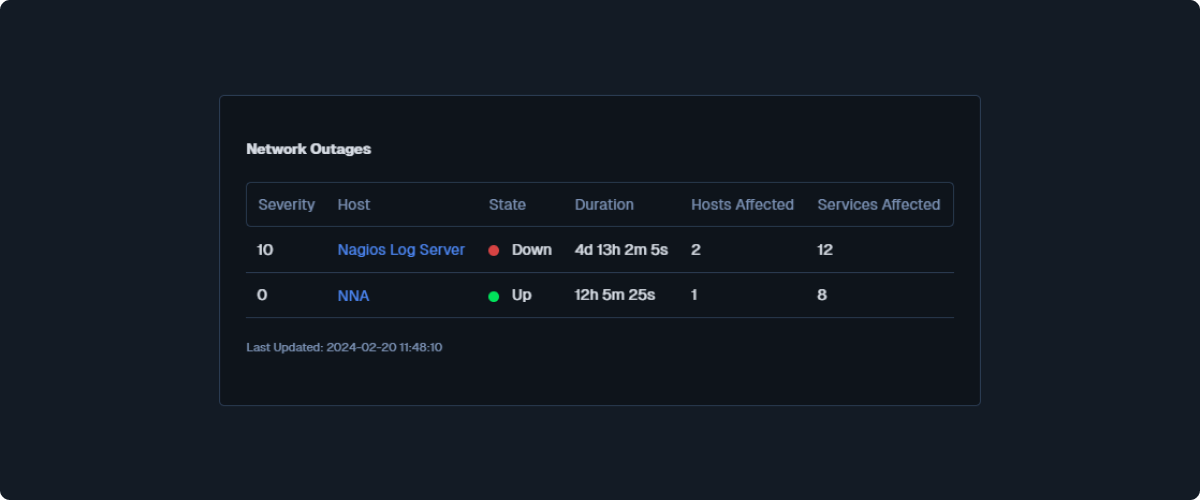 Network Outages
Severity Host State Duration Hosts Affected Services Affected
10 Nagios Log Server Down 4d 13h 2m 5s 2 12
0 NNA Up 12h 5m 25s 1 8
Last Updated: 2024-02-20 11:48:10